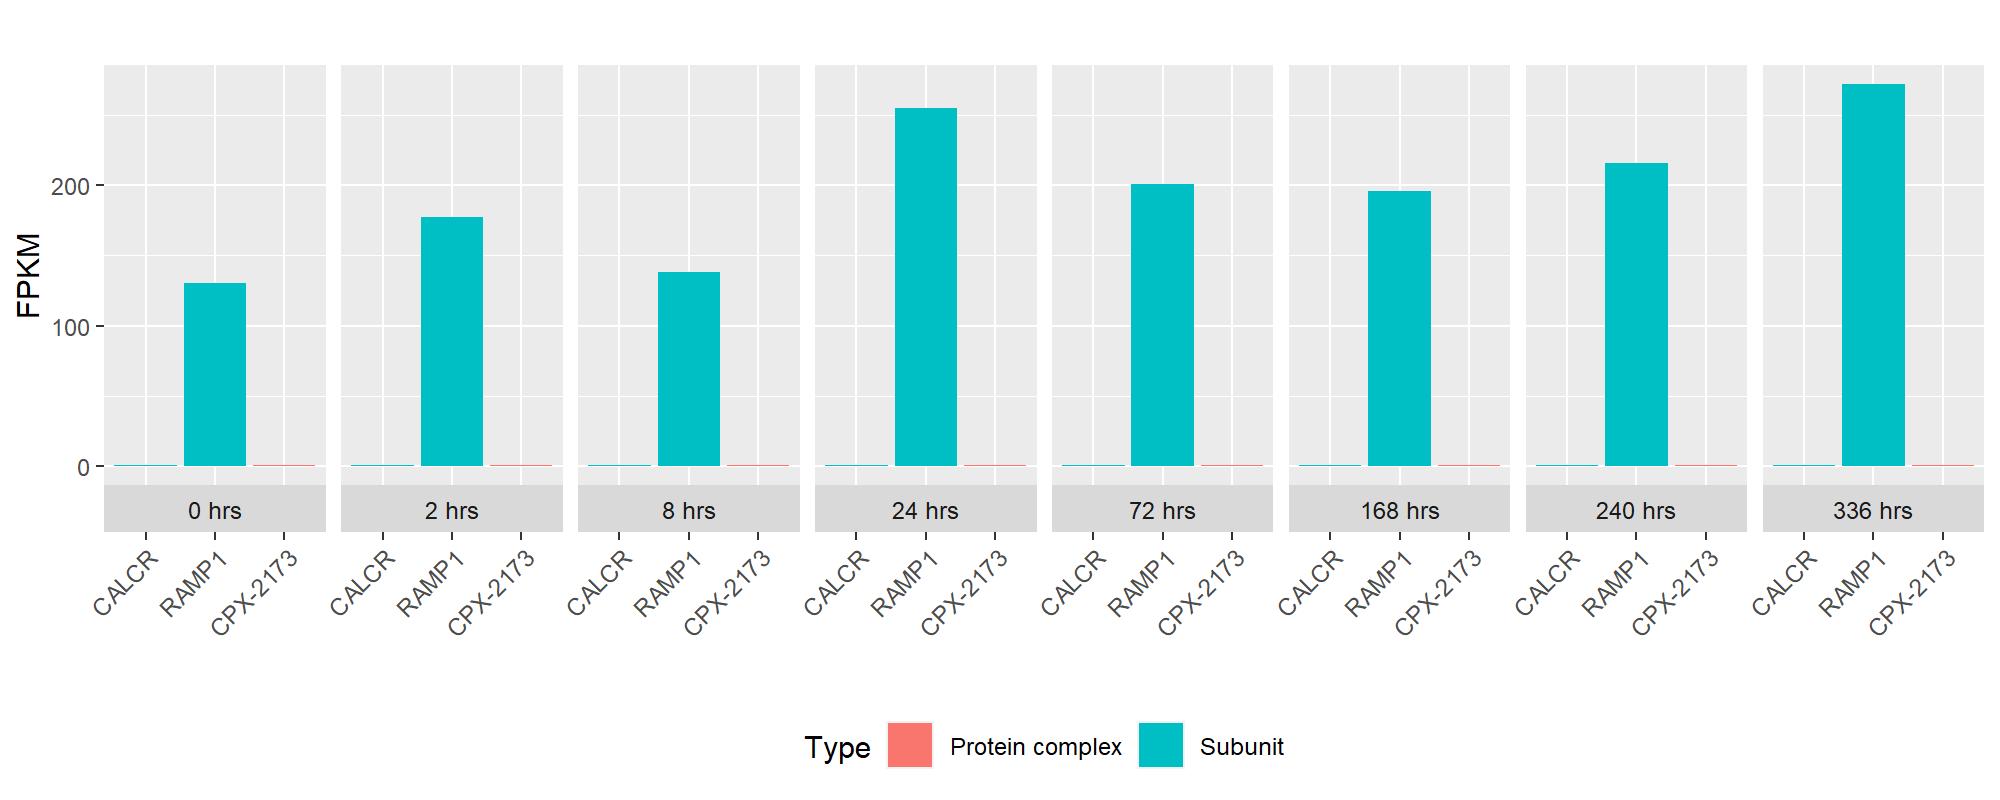 FPKM
200
100
0
0 hrs 2 hrs 8 hrs 24 hrs 72 hrs 168 hrs 240 hrs 336 hrs
CALCR RAMP1 CPX-2173 CALCR RAMP1 CPX-2173 CALCR RAMP1 CPX-2173 CALCR RAMP1 CPX-2173 CALCR RAMP1 CPX-2173 CALCR RAMP1 CPX-2173 CALCR RAMP1 CPX-2173 CALCR RAMP1 CPX-2173
Type Protein complex Subunit